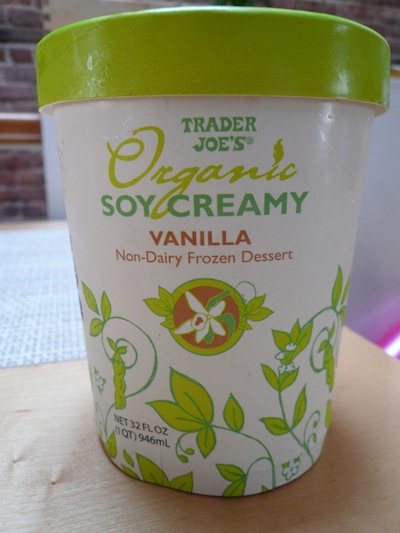 TRADER
JOE'S®
Organic
SOY CREAMY
VANILLA
Non-Dairy Frozen Dessert
NET 32 FL OZ
(1 QT) 946mL